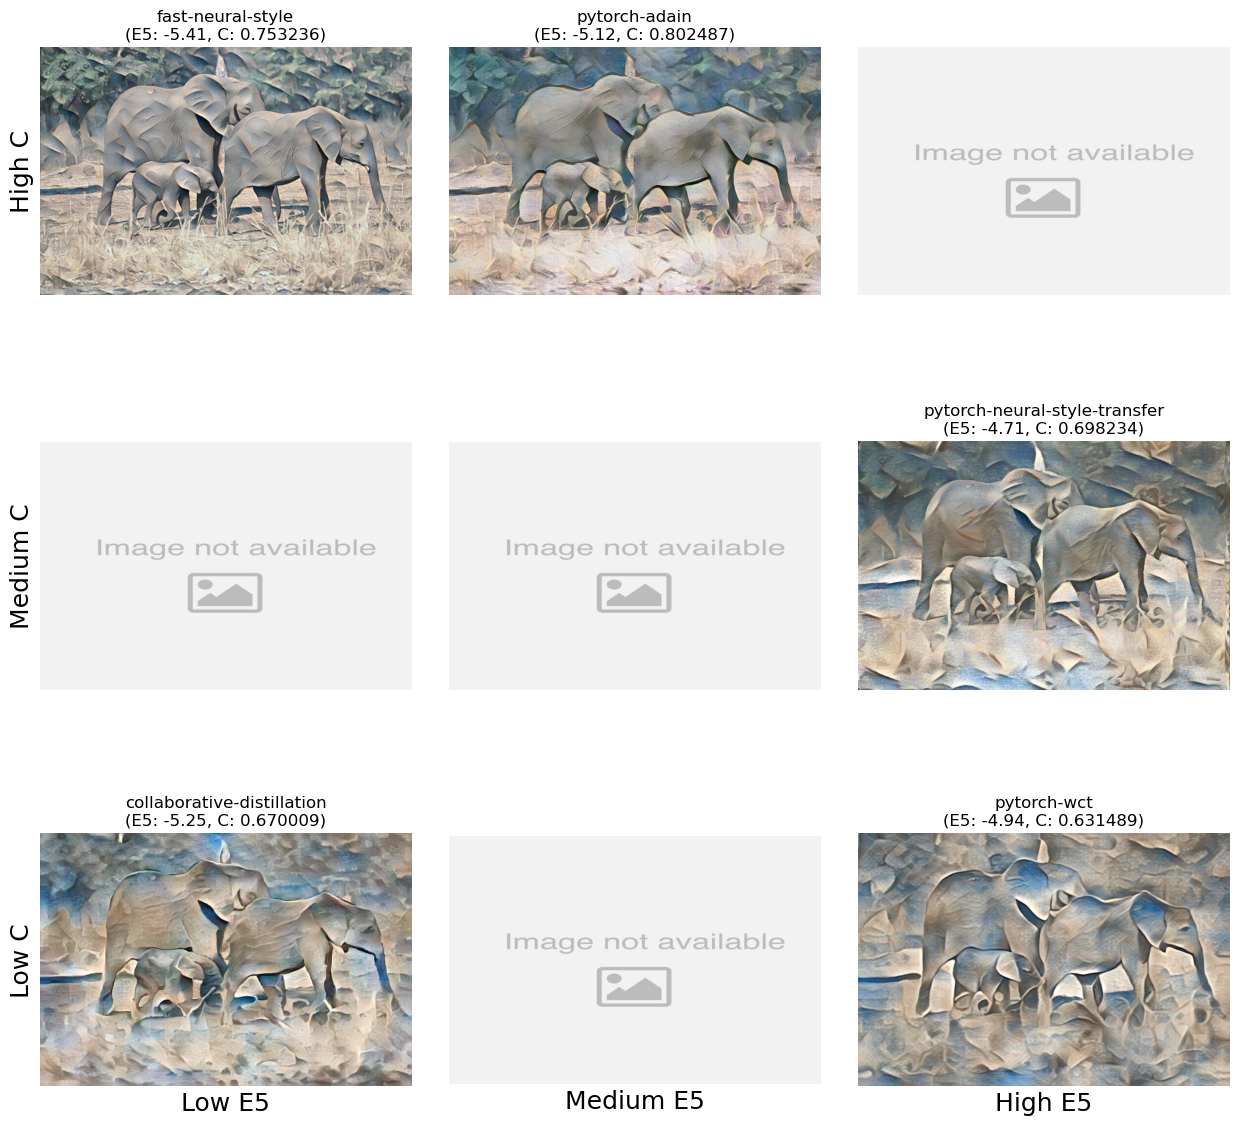 fast-neural-style
(E5: -5.41, C: 0.753236)
pytorch-adain
(E5: -5.12, C: 0.802487)
High C
Image not available
pytorch-neural-style-transfer
(E5: -4.71, C: 0.698234)
Medium C
Image not available
Image not available
collaborative-distillation
(E5: -5.25, C: 0.670009)
pytorch-wct
(E5: -4.94, C: 0.631489)
Low C
Image not available
Low E5
Medium E5
High E5